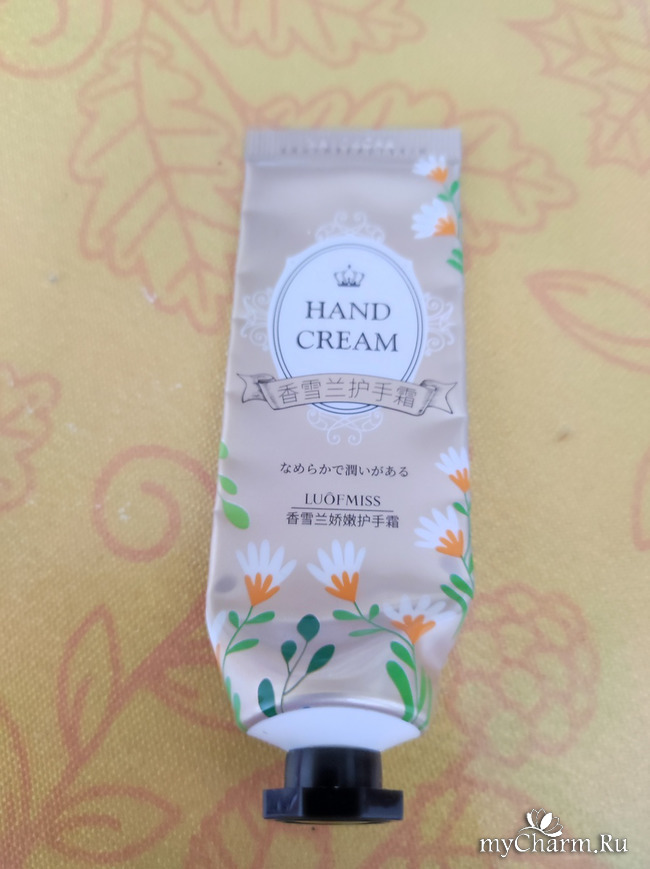 HAND
CREAM
香雪兰护手霜
なめらかで潤いがある
LUŌFMISS
香雪兰娇嫩护手霜
myCharm.Ru